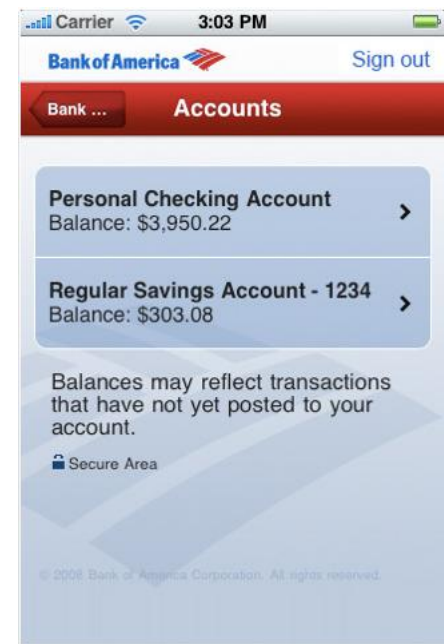 Carrier 3:03 PM
Bank of America Sign out
Bank ... Accounts
Personal Checking Account
Balance: $3,950.22
Regular Savings Account - 1234
Balance: $303.08
Balances may reflect transactions
that have not yet posted to your
account.
Secure Area
© 2008 Bank of America Corporation. All rights reserved.